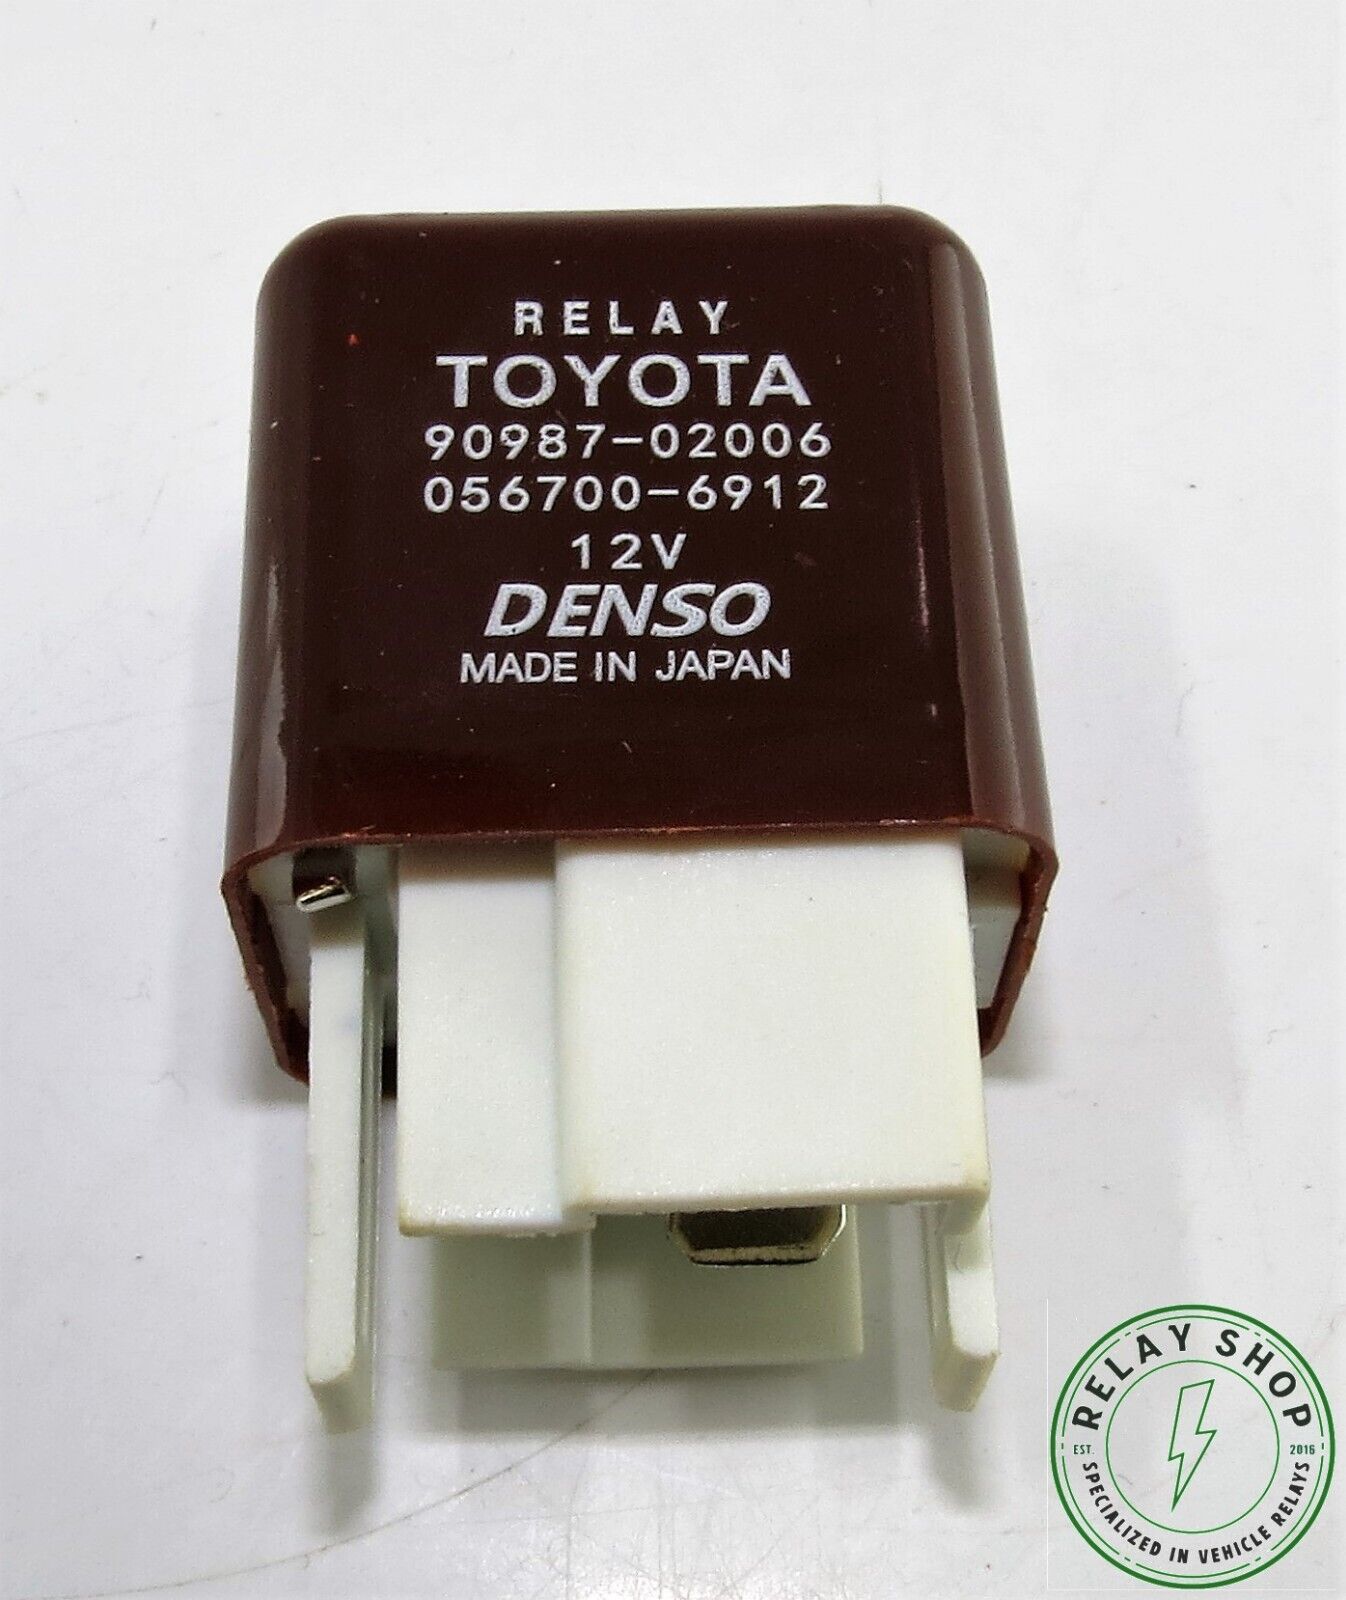 RELAY
TOYOTA
90987-02006
056700-6912
12V
DENSO
MADE IN JAPAN
RELAY SHOP
EST. 2016
SPECIALIZED IN VEHICLE RELAYS